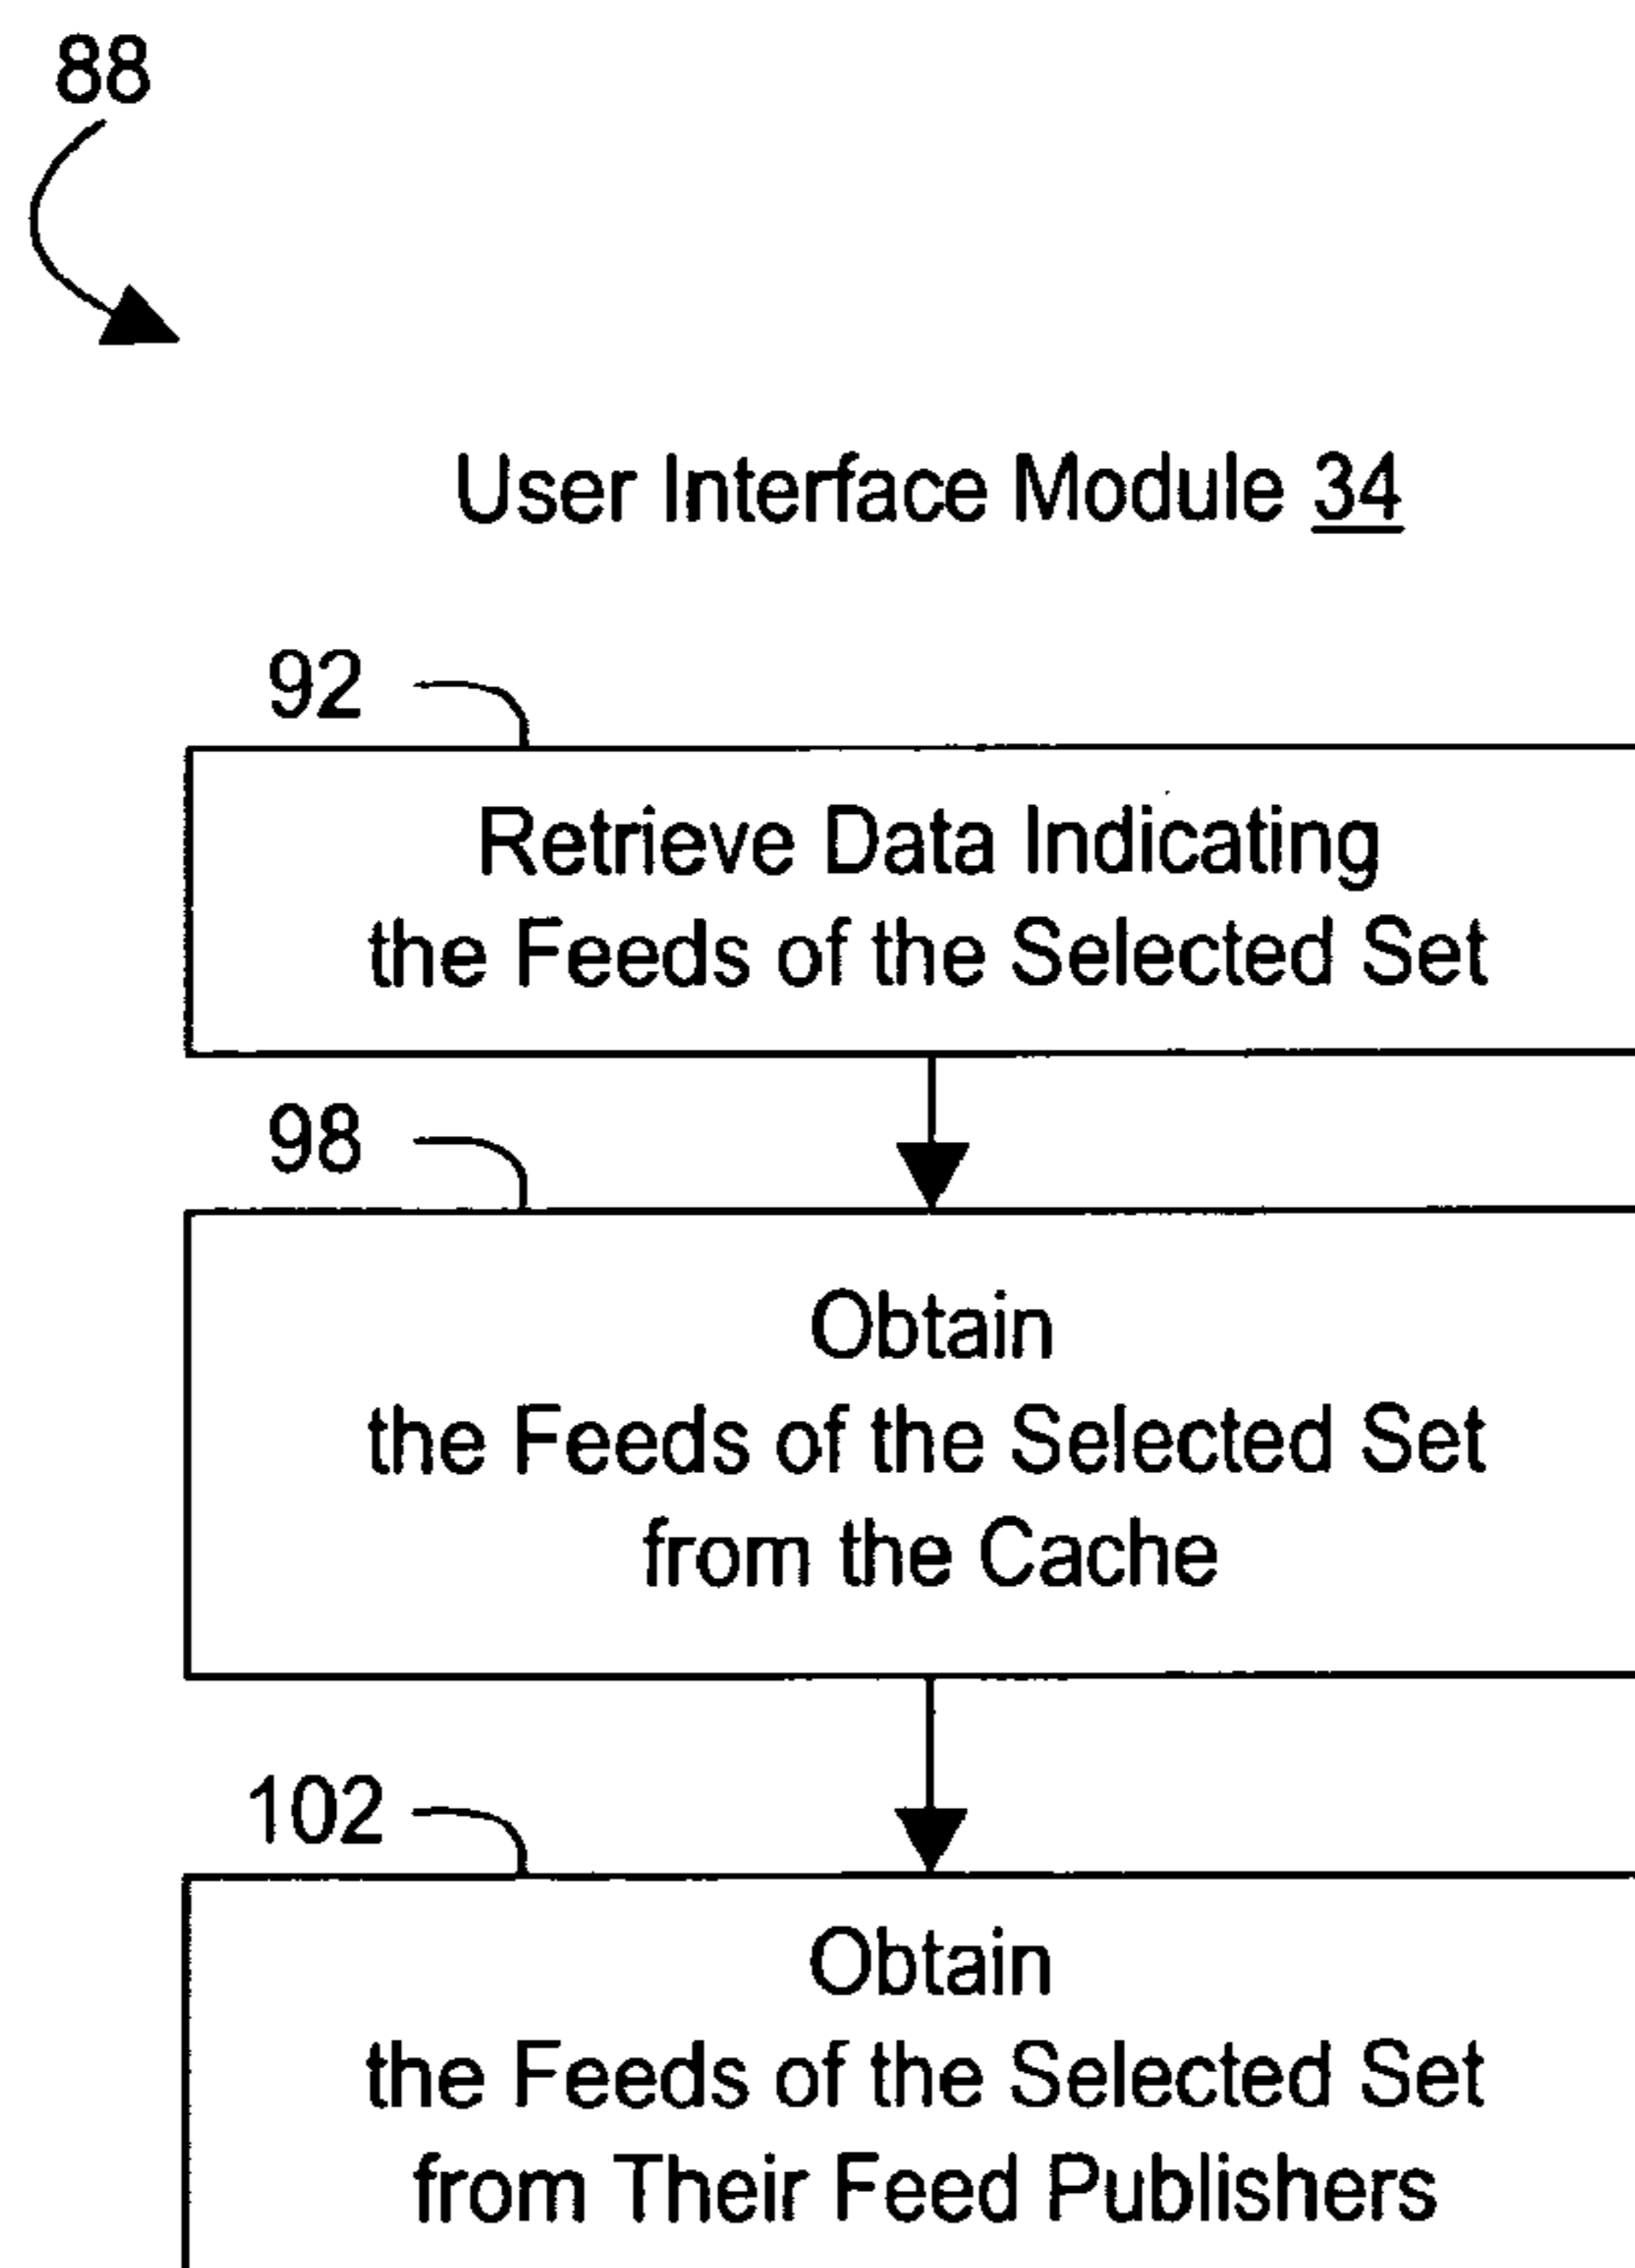 88
User Interface Module 34
92
Retrieve Data Indicating
the Feeds of the Selected Set
98
Obtain
the Feeds of the Selected Set
from the Cache
102
Obtain
the Feeds of the Selected Set
from Their Feed Publishers